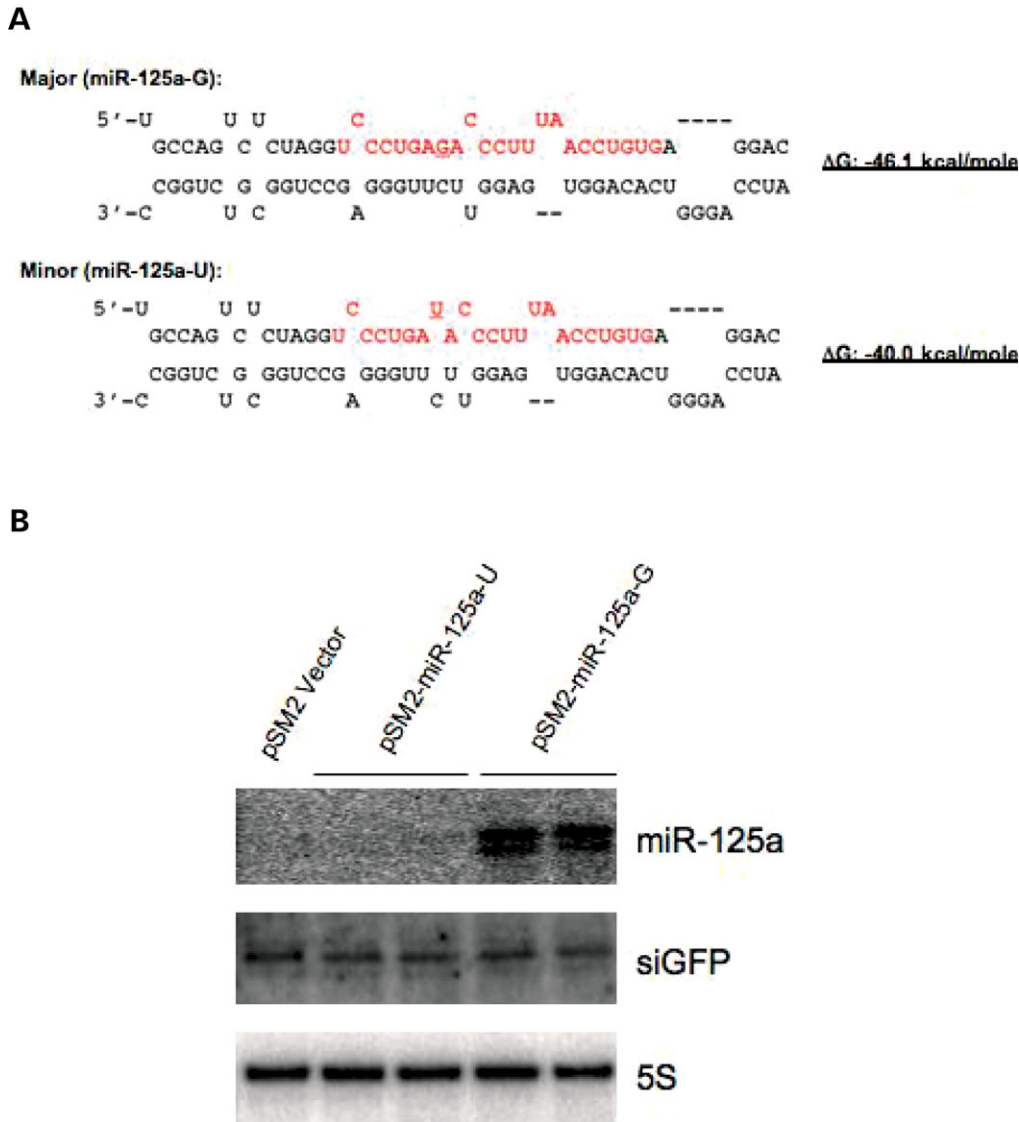 A
Major (miR-125a-G):
5'-U U U C C UA ----
GCCAG C CUAGGU CCUGAGA CCUU ACCUGUGA GGAC
ΔG: -46.1 kcal/mole
CGGUC G GGUCCG GGGUUCU GGAG UGGACACU CCUA
3'-C U C A U -- GGGA
Minor (miR-125a-U):
5'-U U U C U C UA ----
GCCAG C CUAGGU CCUGA A CCUU ACCUGUGA GGAC
ΔG: -40.0 kcal/mole
CGGUC G GGUCCG GGGUU U GGAG UGGACACU CCUA
3'-C U C A C U -- GGGA
B
pSM2 Vector
pSM2-miR-125a-U
pSM2-miR-125a-G
miR-125a
siGFP
5S